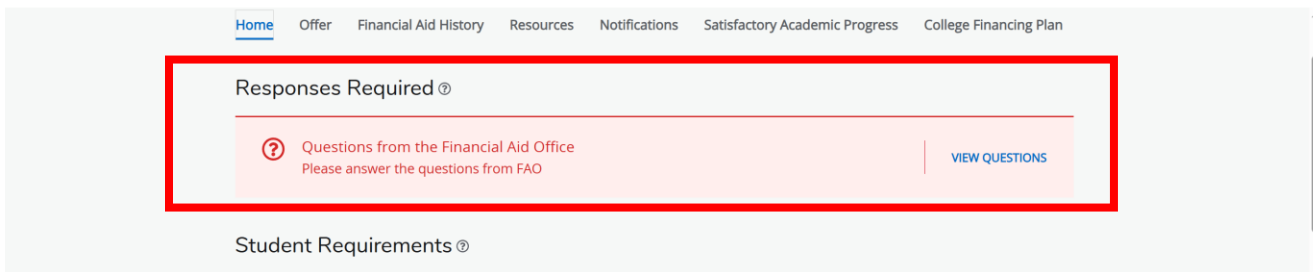 Home Offer Financial Aid History Resources Notifications Satisfactory Academic Progress College Financing Plan
Responses Required
Questions from the Financial Aid Office
Please answer the questions from FAO
VIEW QUESTIONS
Student Requirements